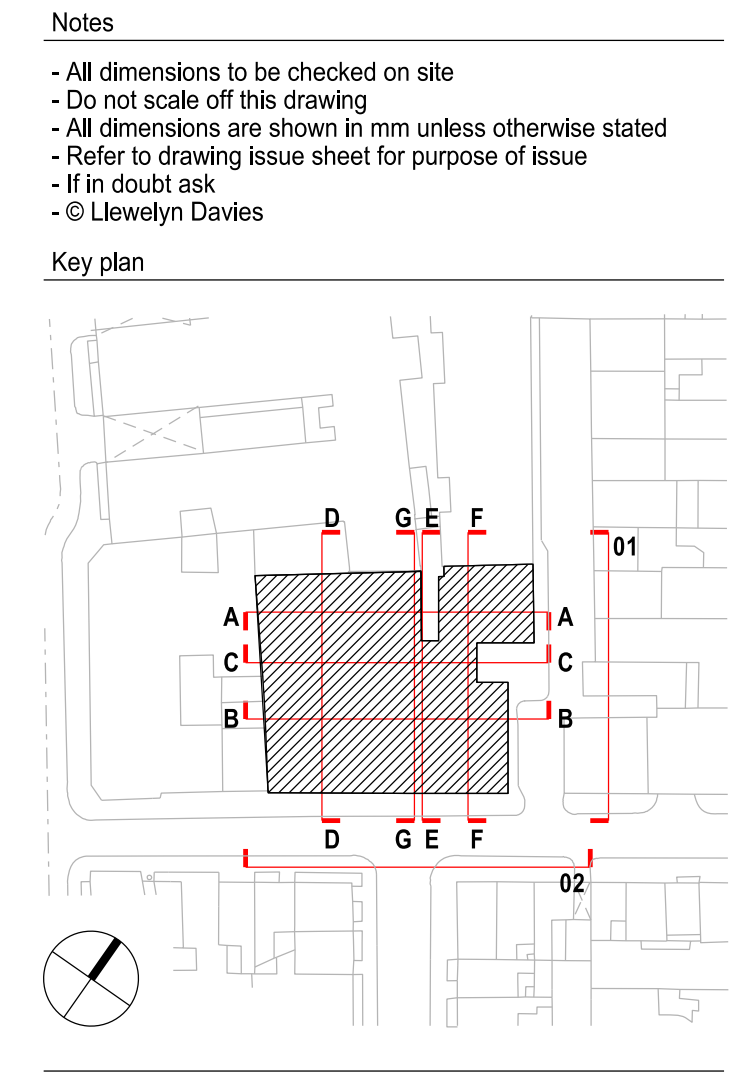 Notes
- All dimensions to be checked on site
- Do not scale off this drawing
- All dimensions are shown in mm unless otherwise stated
- Refer to drawing issue sheet for purpose of issue
- If in doubt ask
- © Llewelyn Davies
Key plan
D G E F
01
A A
C C
B B
D G E F
02